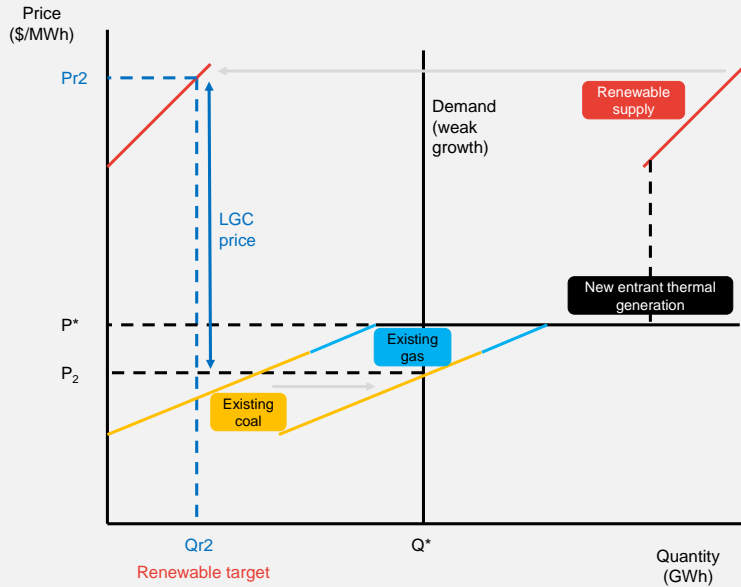 Price
($/MWh)
Pr2
Renewable
supply
Demand
(weak
growth)
LGC
price
New entrant thermal
generation
P*
Existing
gas
P2
Existing
coal
Qr2
Q*
Quantity
(GWh)
Renewable target